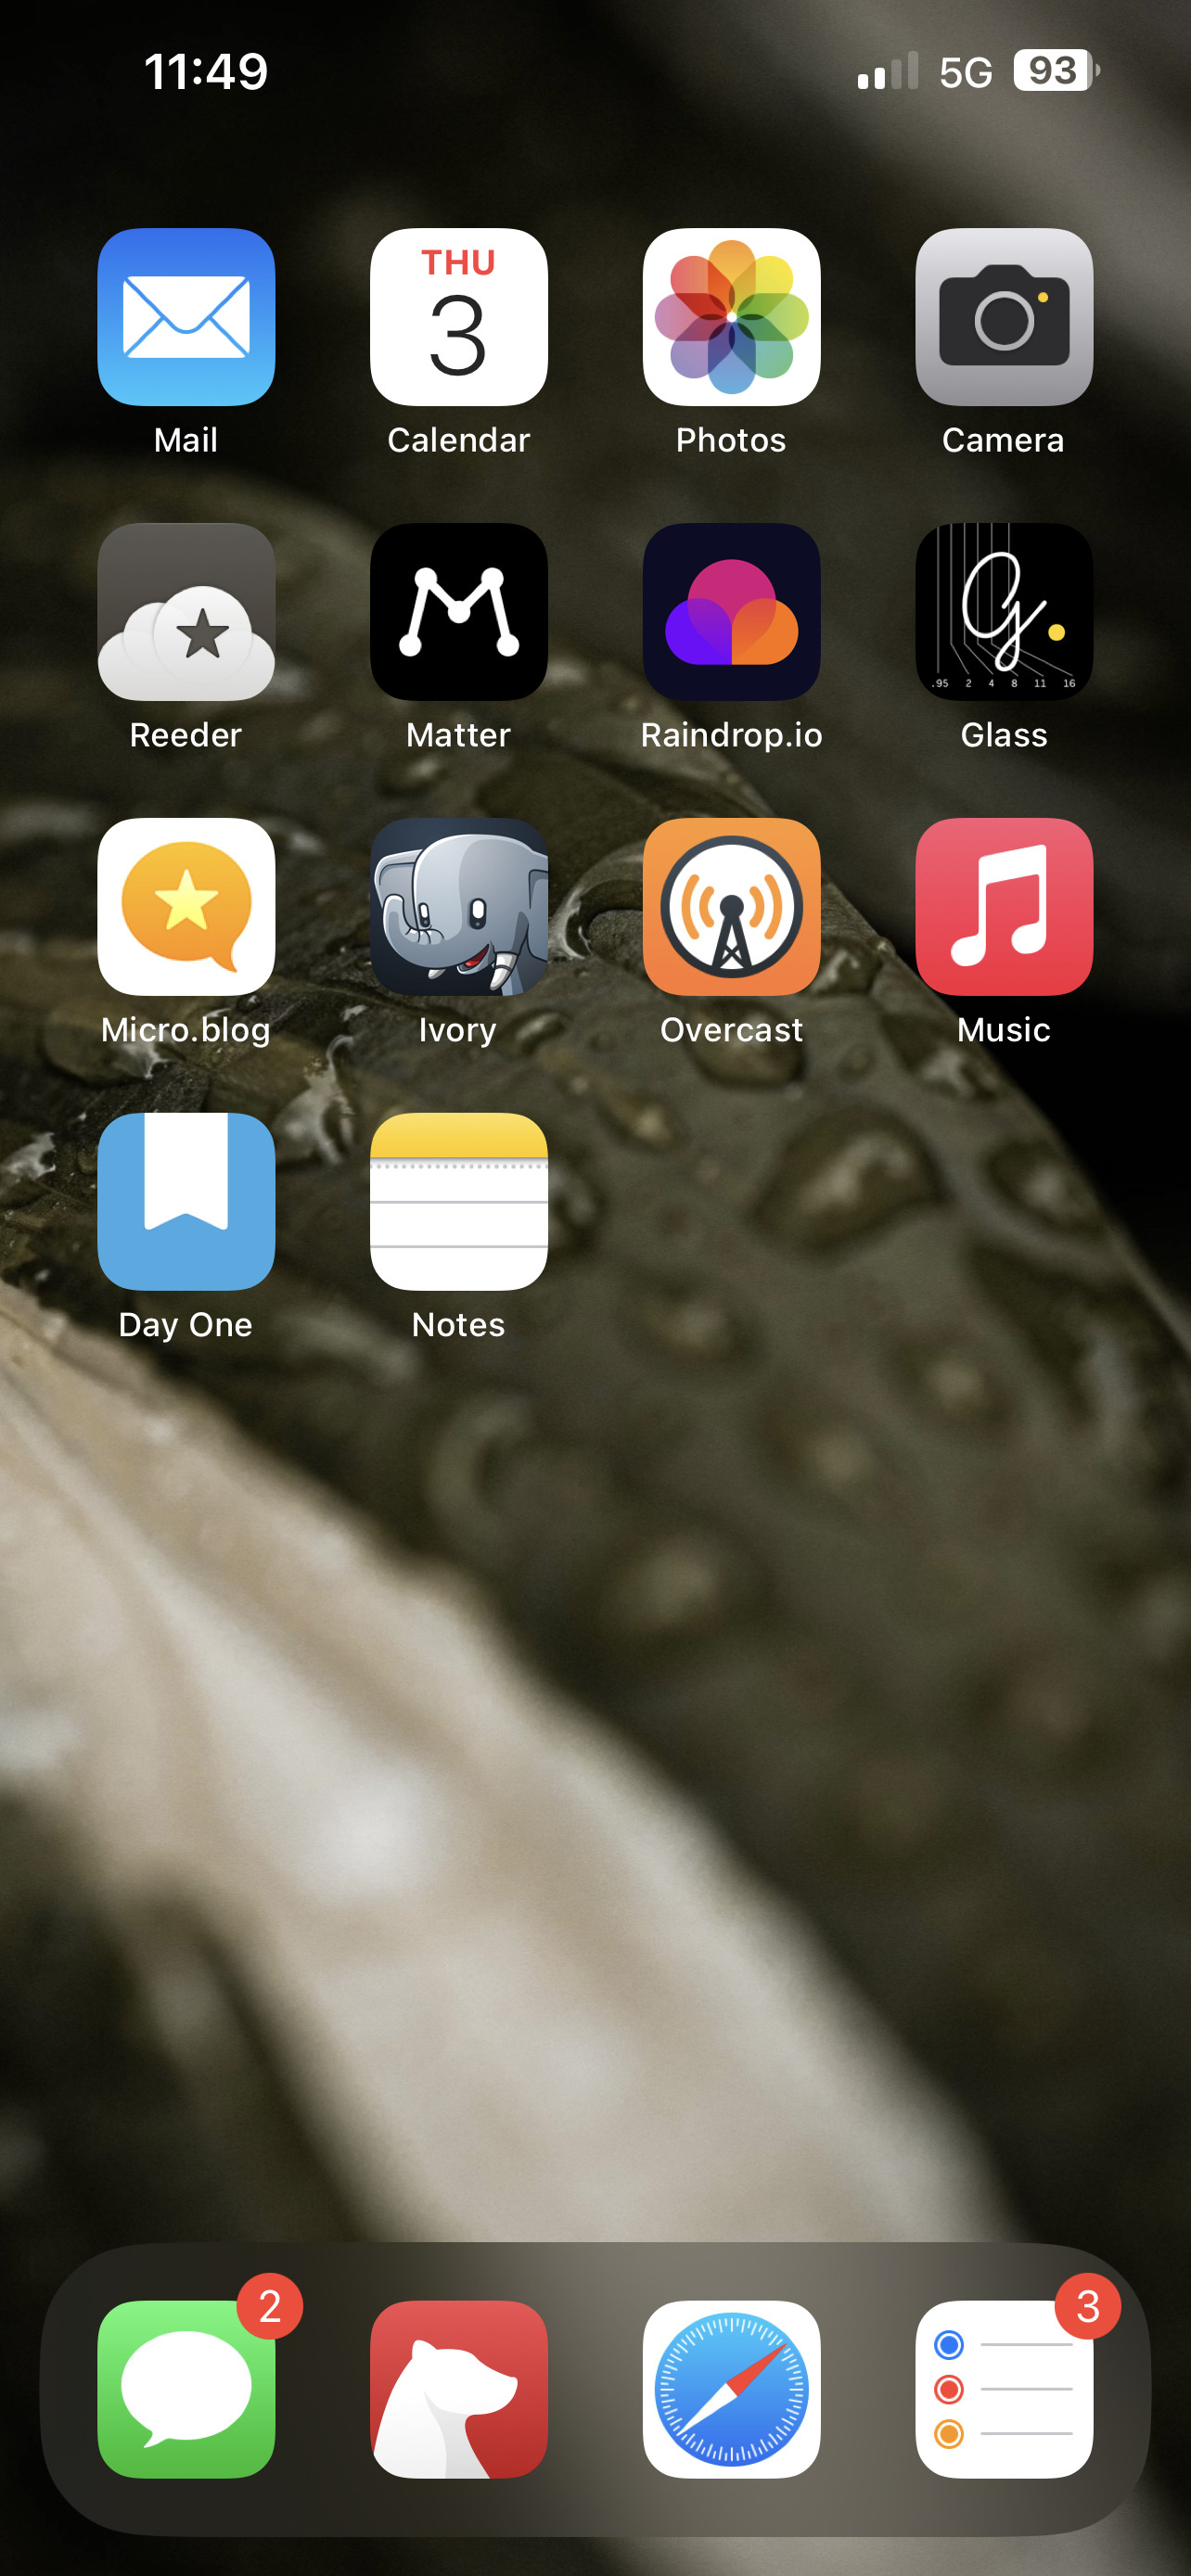 11:49 5G 93
THU
3
Mail Calendar Photos Camera
.95 2 4 8 11 16
Reeder Matter Raindrop.io Glass
Micro.blog Ivory Overcast Music
Day One Notes
2 3